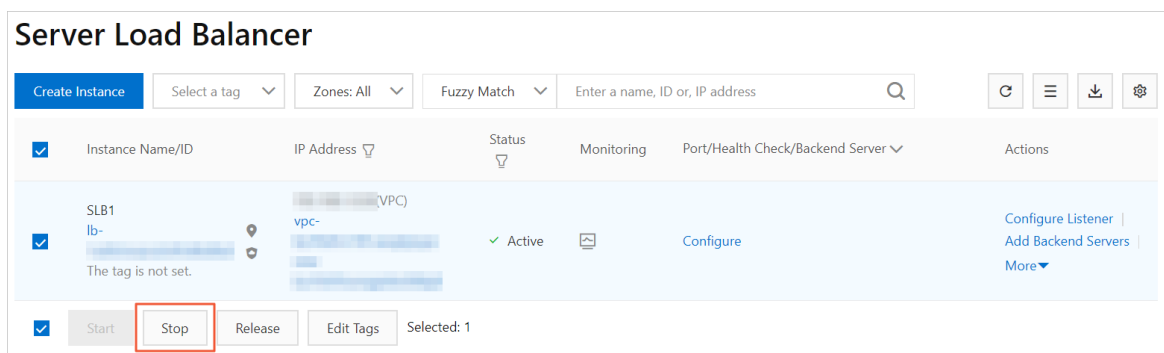 Server Load Balancer
Create Instance Select a tag Zones: All Fuzzy Match Enter a name, ID or, IP address
Instance Name/ID IP Address Status Monitoring Port/Health Check/Backend Server Actions
SLB1 (VPC)
lb- vpc- Active Configure Configure Listener
Add Backend Servers
The tag is not set. More
Start Stop Release Edit Tags Selected: 1